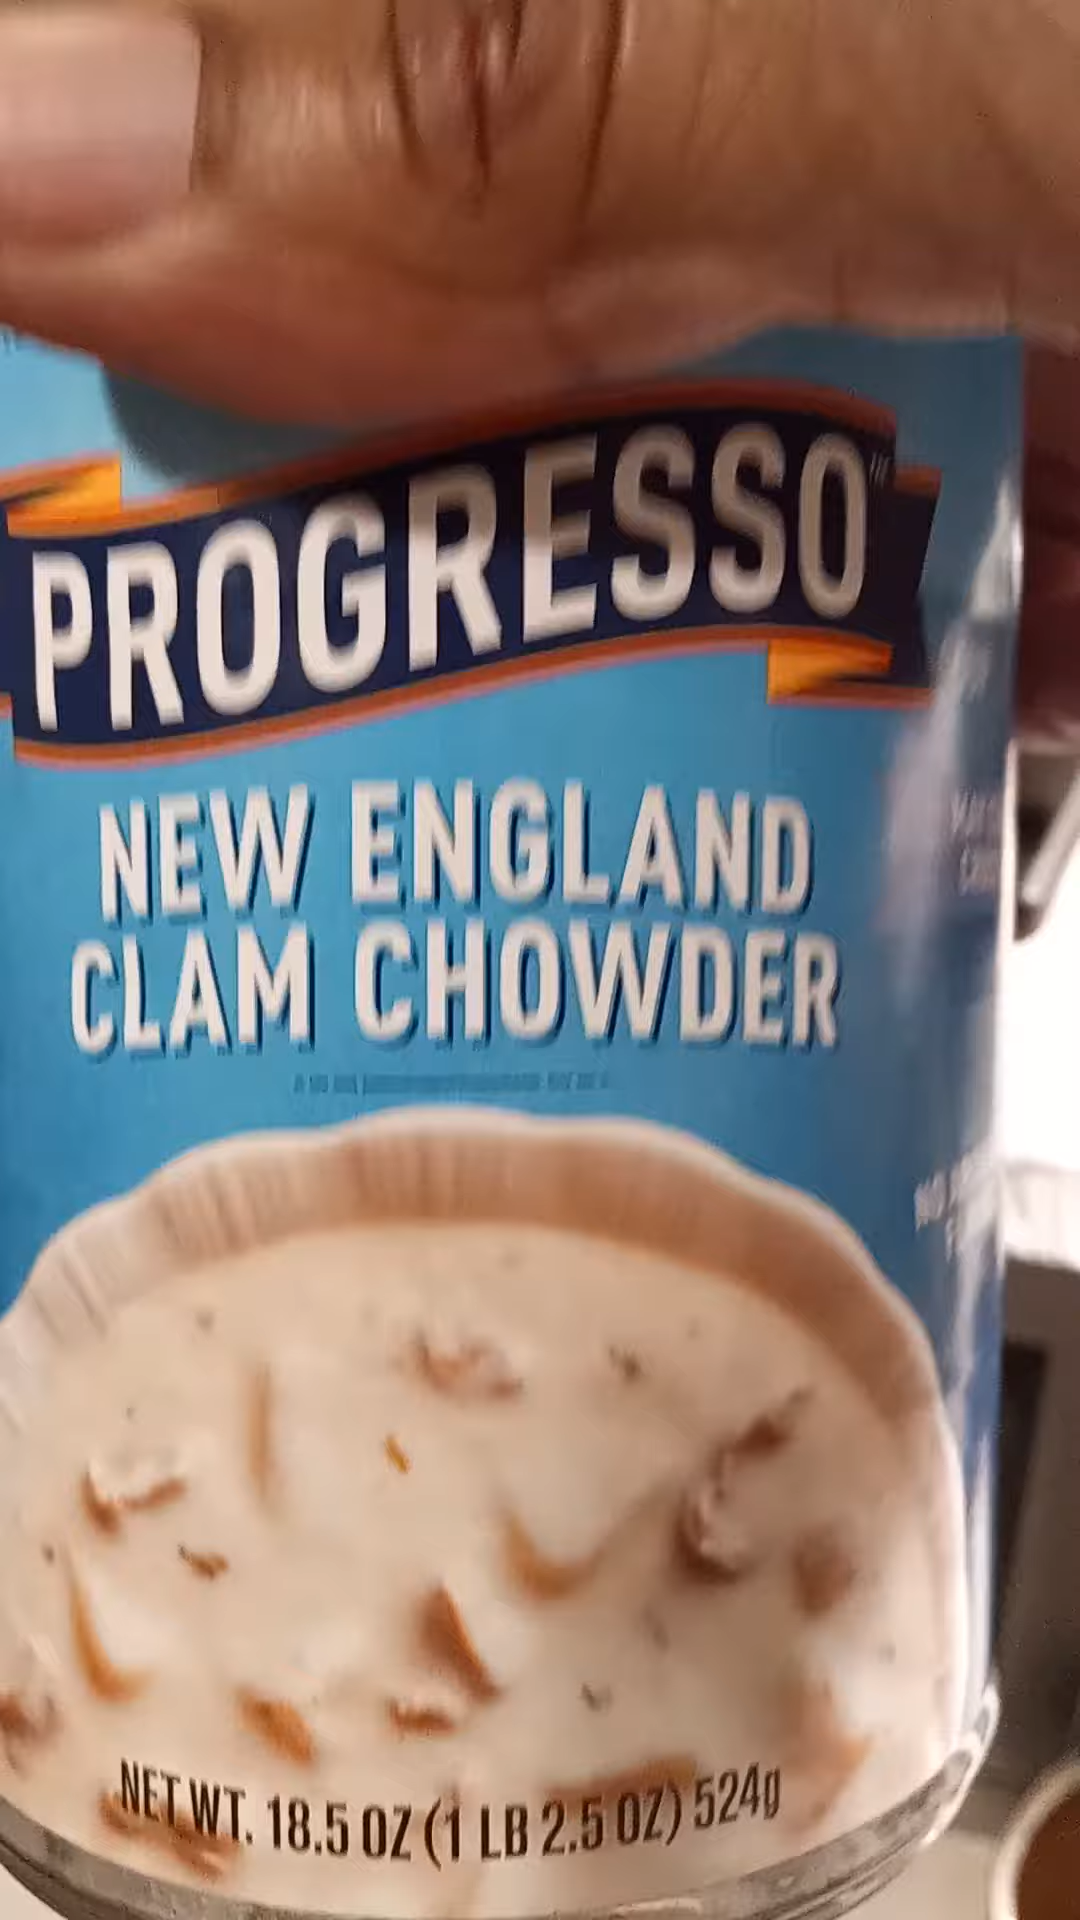 PROGRESSO
NEW ENGLAND
CLAM CHOWDER
NET WT. 18.5 OZ (1 LB 2.5 OZ) 524g